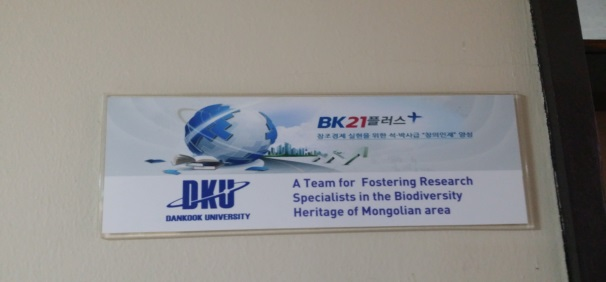 BK21플러스+
창조경제 실현을 위한 석·박사급 "창의인재" 양성
DKU
DANKOOK UNIVERSITY
A Team for Fostering Research
Specialists in the Biodiversity
Heritage of Mongolian area